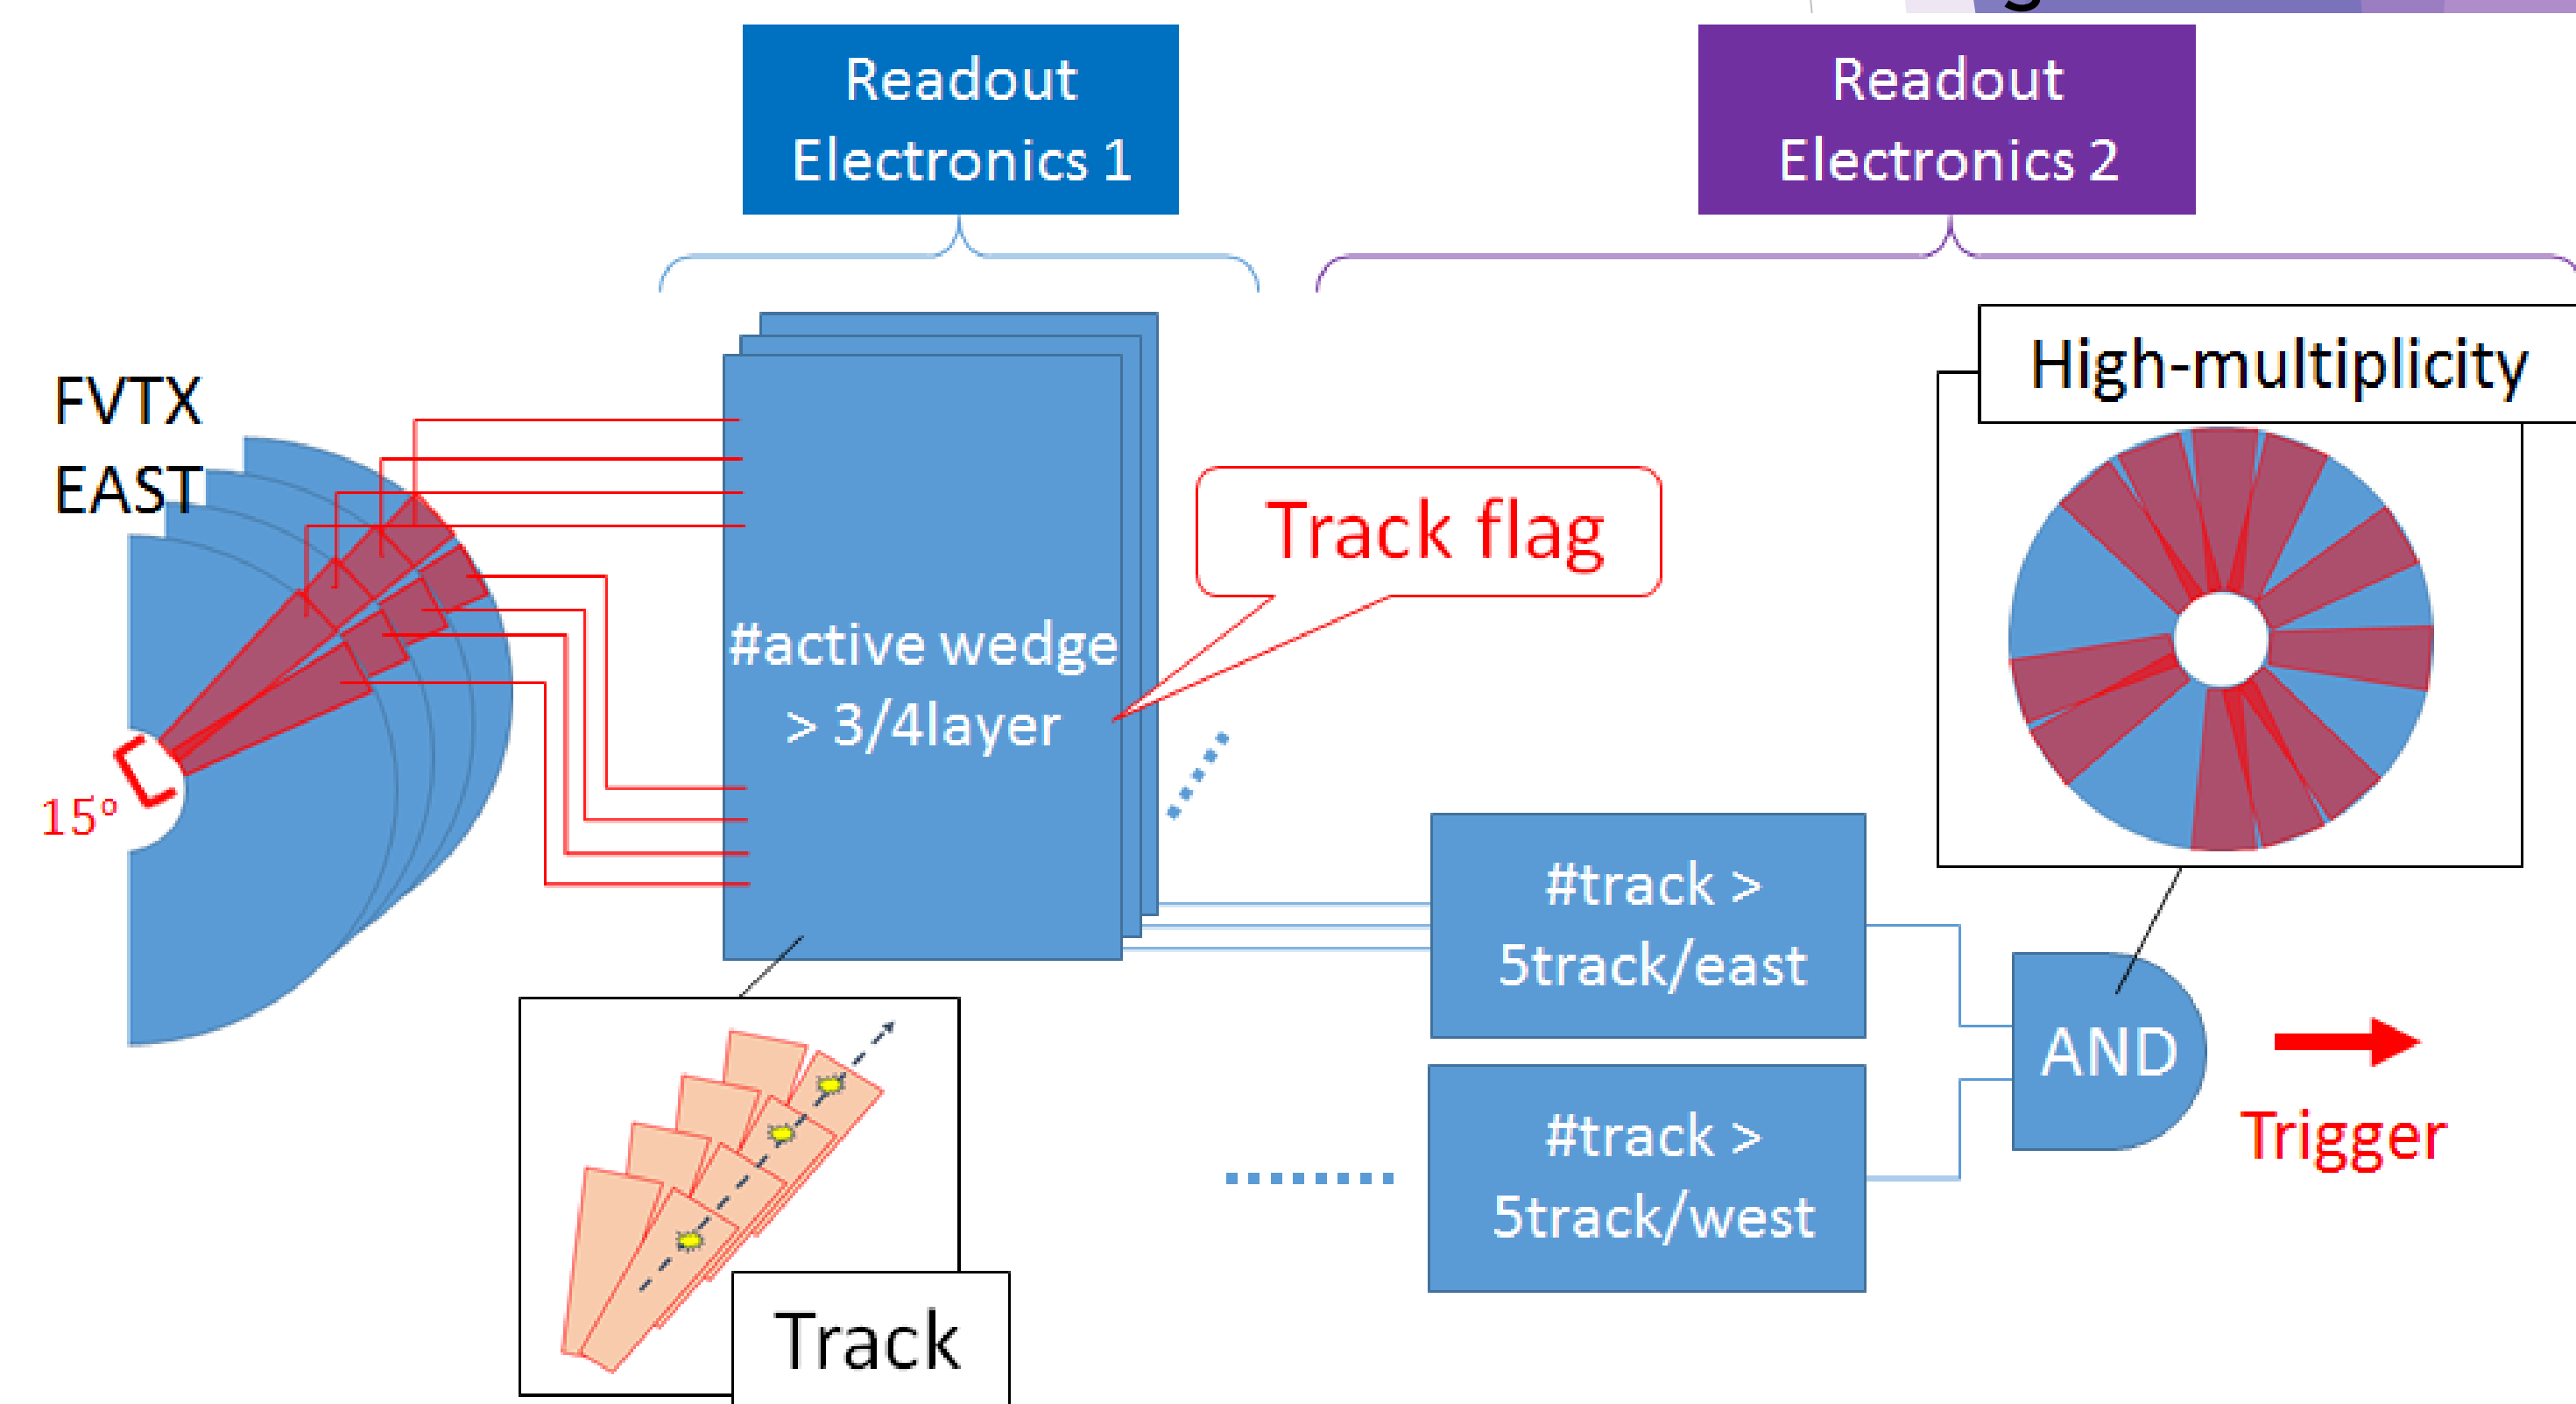 Readout
Electronics 1
Readout
Electronics 2
FVTX
EAST
15°
#active wedge
> 3/4layer
Track flag
High-multiplicity
#track >
5track/east
#track >
5track/west
AND
Trigger
Track